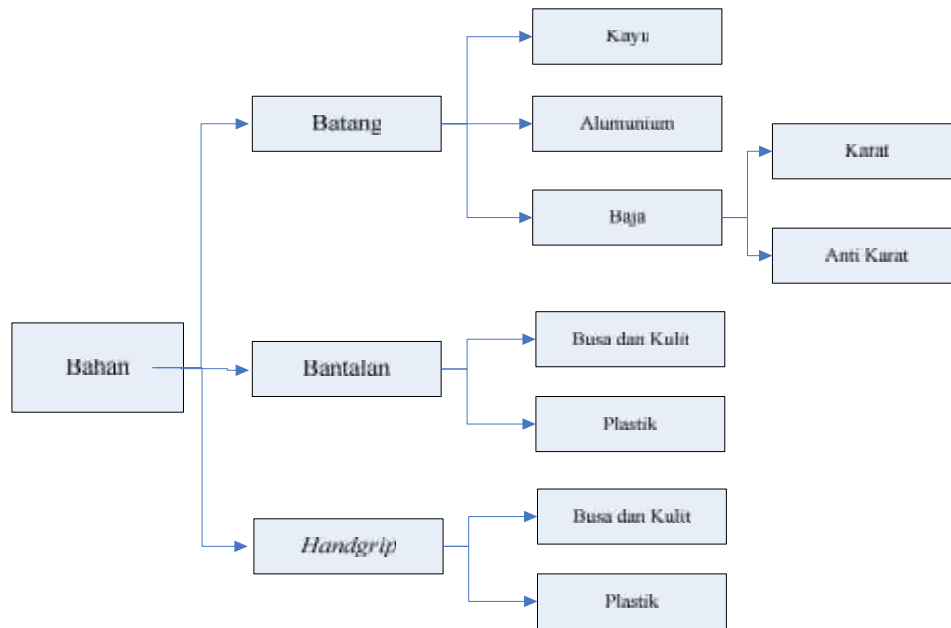 Kayu
Batang
Alumunium
Karat
Baja
Anti Karat
Busa dan Kulit
Bahan
Bantalan
Plastik
Busa dan Kulit
Handgrip
Plastik